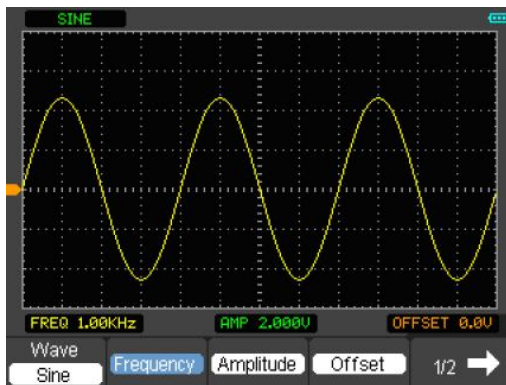 SINE
FREQ 1.00KHz AMP 2.000V OFFSET 0.0V
Wave
Sine Frequency Amplitude Offset 1/2